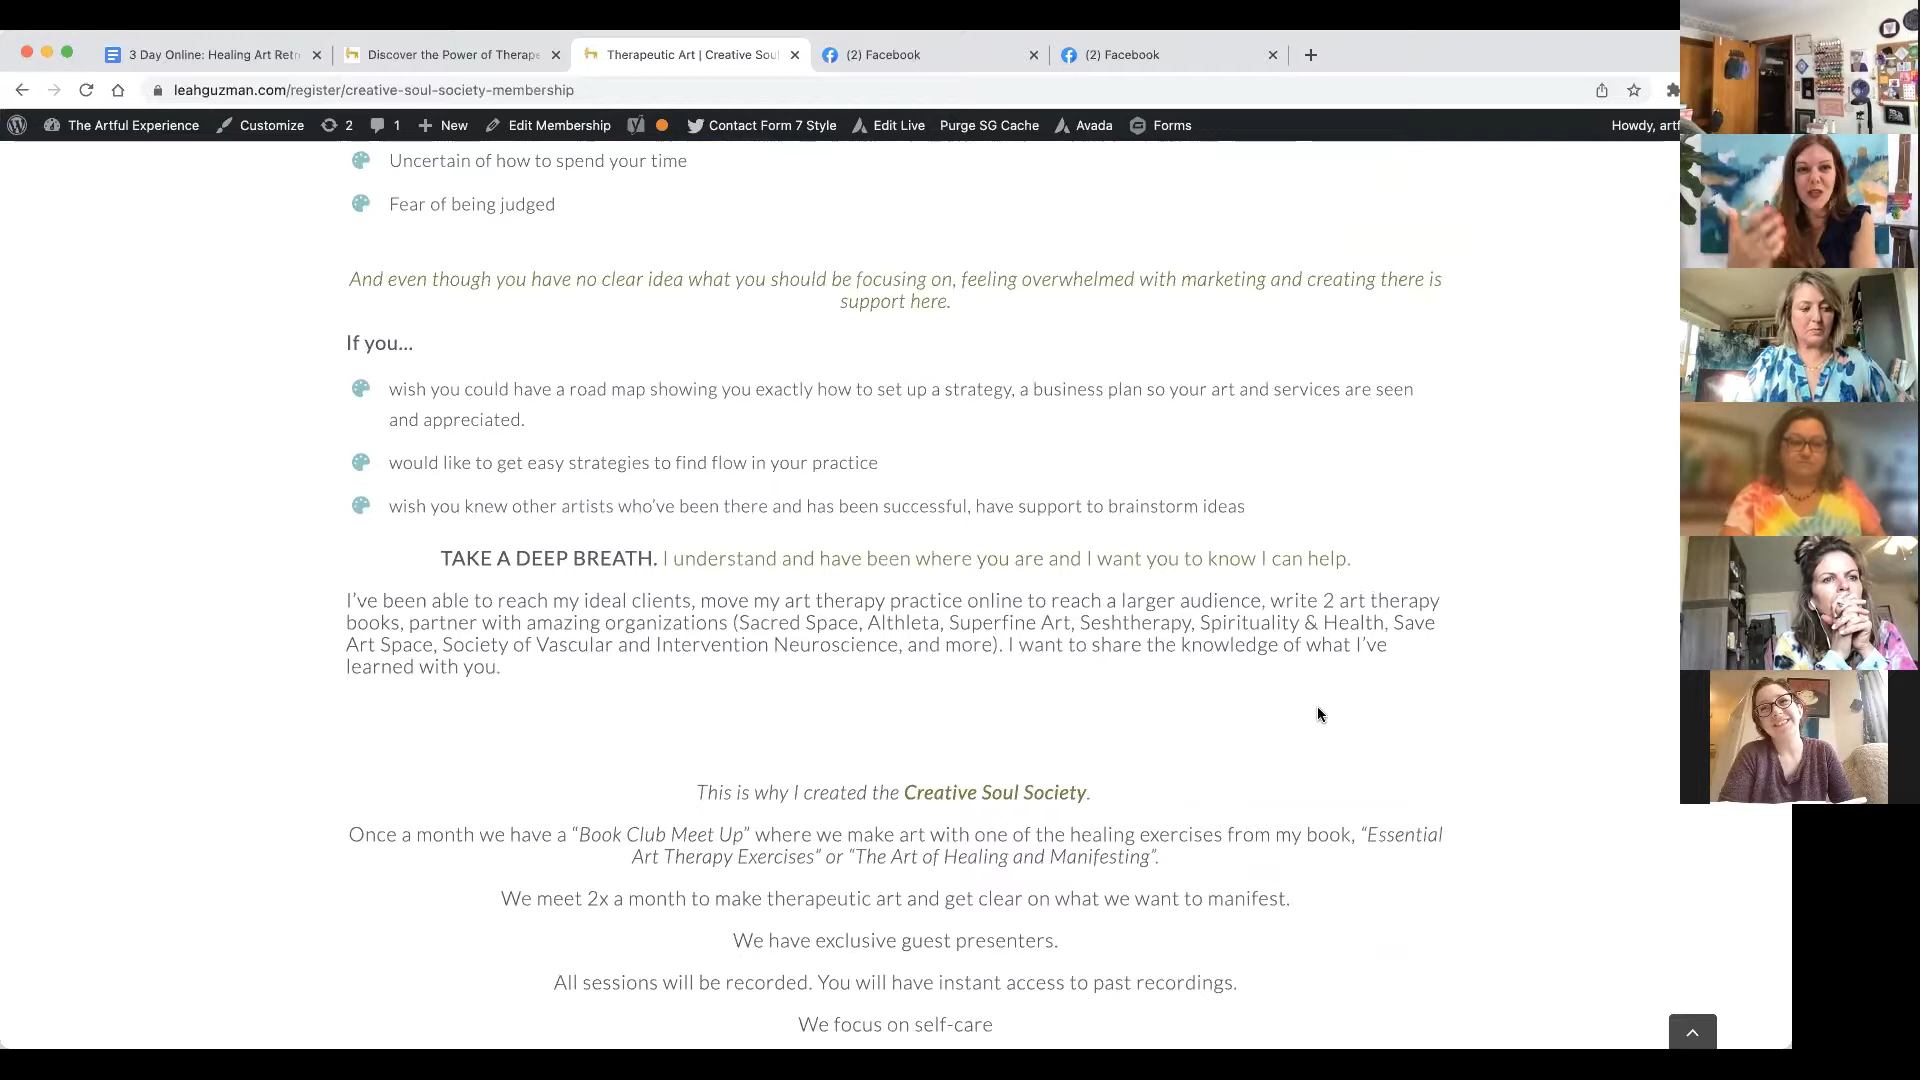 3 Day Online: Healing Art Retr
Discover the Power of Therape
Therapeutic Art | Creative Soul
(2) Facebook
(2) Facebook
leahguzman.com/register/creative-soul-society-membership
The Artful Experience
Customize
2
1
New
Edit Membership
Contact Form 7 Style
Edit Live
Purge SG Cache
Avada
Forms
Howdy, artf
Uncertain of how to spend your time
Fear of being judged
And even though you have no clear idea what you should be focusing on, feeling overwhelmed with marketing and creating there is
support here.
If you...
wish you could have a road map showing you exactly how to set up a strategy, a business plan so your art and services are seen
and appreciated.
would like to get easy strategies to find flow in your practice
wish you knew other artists who’ve been there and has been successful, have support to brainstorm ideas
TAKE A DEEP BREATH. I understand and have been where you are and I want you to know I can help.
I’ve been able to reach my ideal clients, move my art therapy practice online to reach a larger audience, write 2 art therapy
books, partner with amazing organizations (Sacred Space, Althleta, Superfine Art, Seshtherapy, Spirituality & Health, Save
Art Space, Society of Vascular and Intervention Neuroscience, and more). I want to share the knowledge of what I’ve
learned with you.
This is why I created the Creative Soul Society.
Once a month we have a “Book Club Meet Up” where we make art with one of the healing exercises from my book, “Essential
Art Therapy Exercises” or “The Art of Healing and Manifesting”.
We meet 2x a month to make therapeutic art and get clear on what we want to manifest.
We have exclusive guest presenters.
All sessions will be recorded. You will have instant access to past recordings.
We focus on self-care